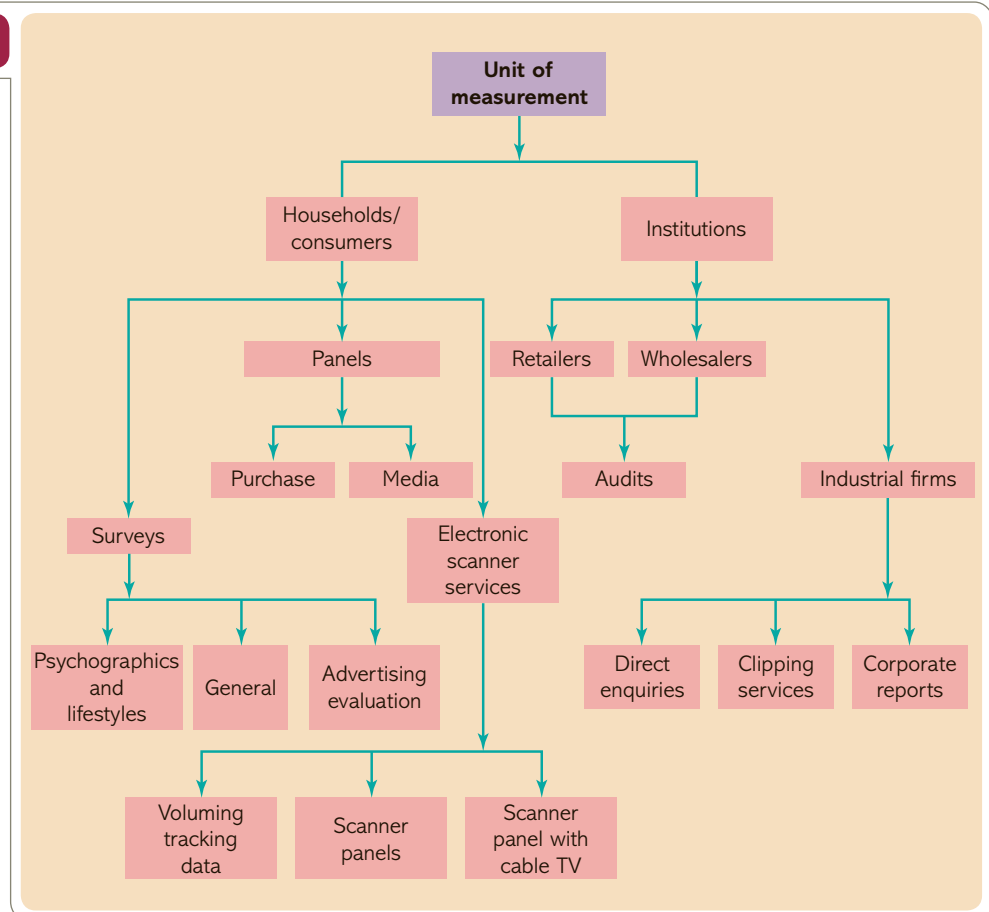 Unit of
measurement
Households/
consumers
Institutions
Panels
Retailers
Wholesalers
Purchase
Media
Audits
Industrial firms
Surveys
Electronic
scanner
services
Psychographics
and
lifestyles
General
Advertising
evaluation
Direct
enquiries
Clipping
services
Corporate
reports
Voluming
tracking
data
Scanner
panels
Scanner
panel with
cable TV